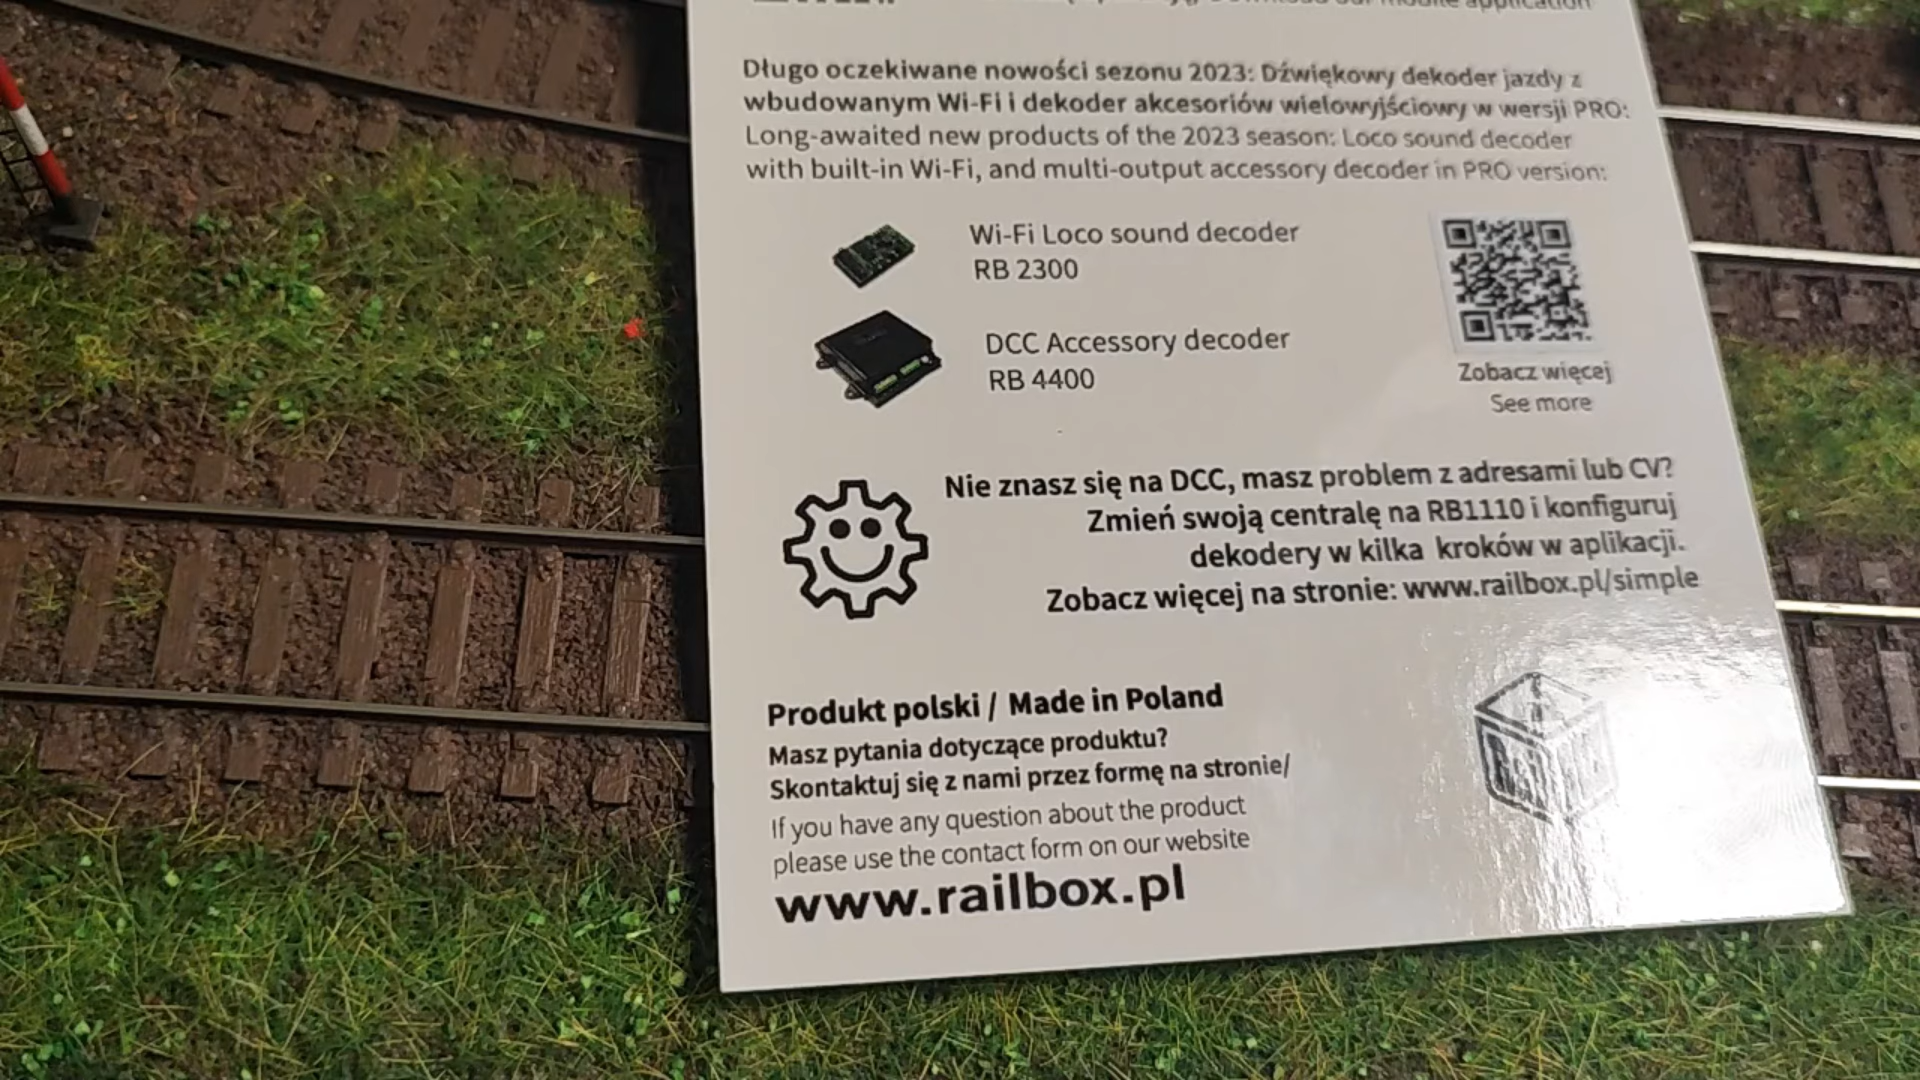 Długo oczekiwane nowości sezonu 2023: Dźwiękowy dekoder jazdy z
wbudowanym Wi-Fi i dekoder akcesoriów wielowyjściowy w wersji PRO:
Long-awaited new products of the 2023 season: Loco sound decoder
with built-in Wi-Fi, and multi-output accessory decoder in PRO version:
Wi-Fi Loco sound decoder
RB 2300
DCC Accessory decoder
RB 4400
Zobacz więcej
See more
Nie znasz się na DCC, masz problem z adresami lub CV?
Zmień swoją centralę na RB1110 i konfiguruj
dekodery w kilka kroków w aplikacji.
Zobacz więcej na stronie: www.railbox.pl/simple
Produkt polski / Made in Poland
Masz pytania dotyczące produktu?
Skontaktuj się z nami przez formę na stronie/
If you have any question about the product
please use the contact form on our website
www.railbox.pl